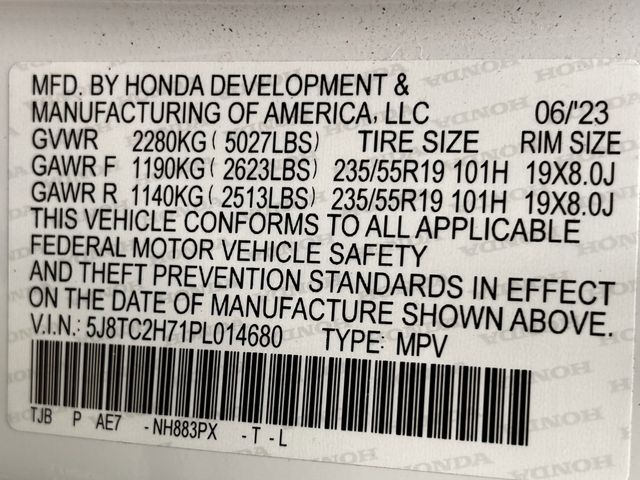 MFD. BY HONDA DEVELOPMENT &
MANUFACTURING OF AMERICA, LLC 06/'23
GVWR 2280KG ( 5027LBS) TIRE SIZE RIM SIZE
GAWR F 1190KG ( 2623LBS) 235/55R19 101H 19X8.0J
GAWR R 1140KG ( 2513LBS) 235/55R19 101H 19X8.0J
THIS VEHICLE CONFORMS TO ALL APPLICABLE
FEDERAL MOTOR VEHICLE SAFETY
AND THEFT PREVENTION STANDARDS IN EFFECT
ON THE DATE OF MANUFACTURE SHOWN ABOVE.
V.I.N.: 5J8TC2H71PL014680 TYPE: MPV
TJB P AE7 -NH883PX -T-L